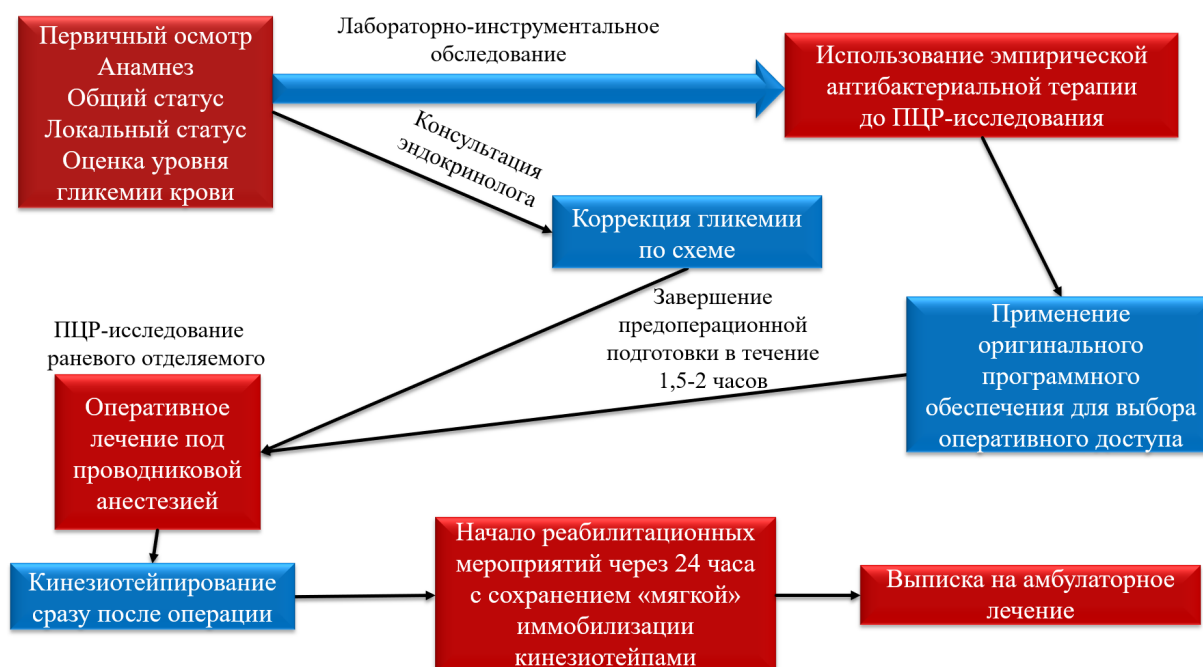 Первичный осмотр
Анамнез
Общий статус
Локальный статус
Оценка уровня
гликемии крови
Лабораторно-инструментальное
обследование
Использование эмпирической
антибактериальной терапии
до ПЦР-исследования
Консультация
эндокринолога
Коррекция гликемии
по схеме
Завершение
предоперационной
подготовки в течение
1,5-2 часов
Применение
оригинального
программного
обеспечения для выбора
оперативного доступа
ПЦР-исследование
раневого отделяемого
Оперативное
лечение под
проводниковой
анестезией
Кинезиотейпирование
сразу после операции
Начало реабилитационных
мероприятий через 24 часа
с сохранением «мягкой»
иммобилизации
кинезиотейпами
Выписка на амбулаторное
лечение